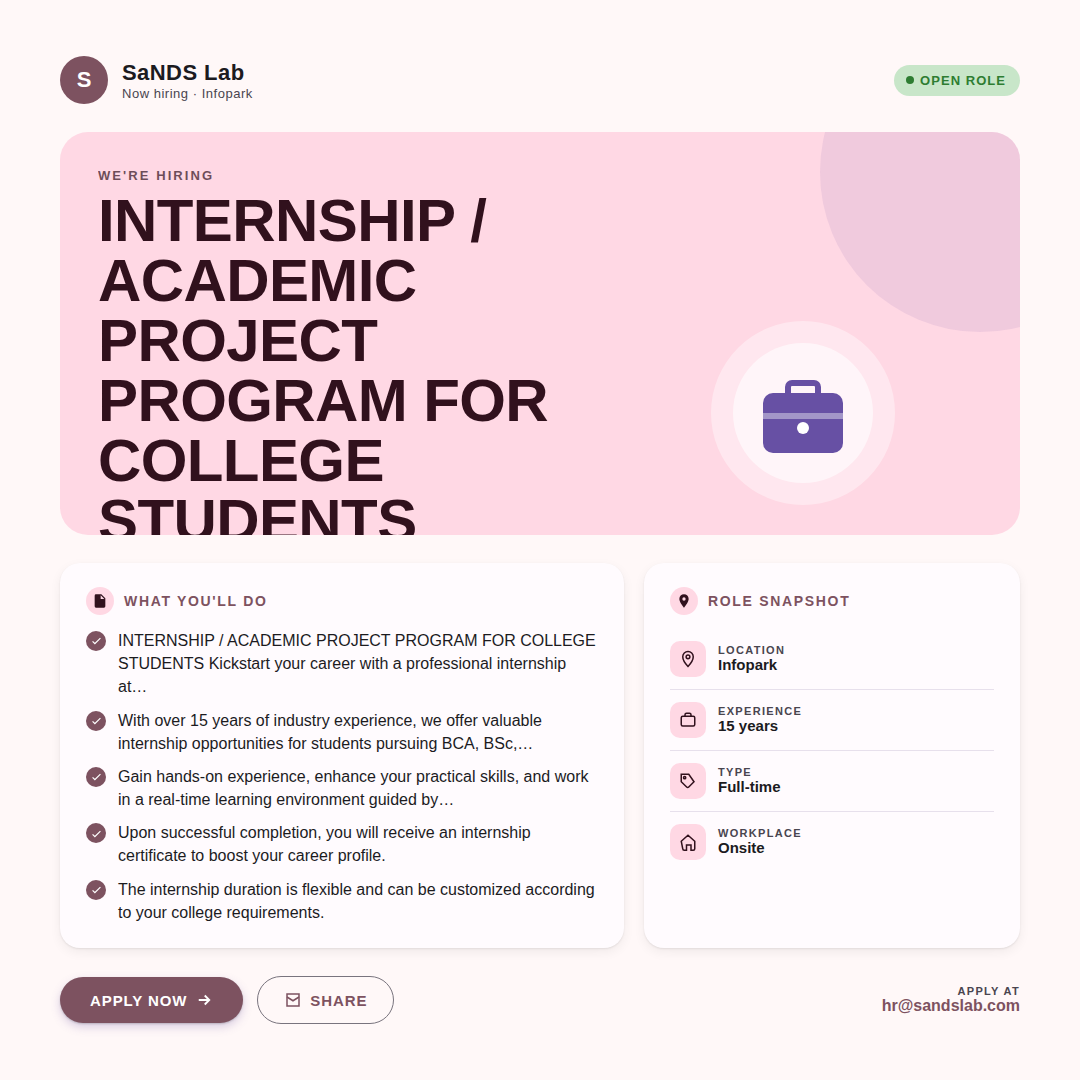 S
SaNDS Lab
Now hiring · Infopark
OPEN ROLE
WE'RE HIRING
INTERNSHIP /
ACADEMIC
PROJECT
PROGRAM FOR
COLLEGE
STUDENTS
WHAT YOU'LL DO
INTERNSHIP / ACADEMIC PROJECT PROGRAM FOR COLLEGE
STUDENTS Kickstart your career with a professional internship
at…
With over 15 years of industry experience, we offer valuable
internship opportunities for students pursuing BCA, BSc,…
Gain hands-on experience, enhance your practical skills, and work
in a real-time learning environment guided by…
Upon successful completion, you will receive an internship
certificate to boost your career profile.
The internship duration is flexible and can be customized according
to your college requirements.
ROLE SNAPSHOT
LOCATION
Infopark
EXPERIENCE
15 years
TYPE
Full-time
WORKPLACE
Onsite
APPLY NOW
SHARE
APPLY AT
hr@sandslab.com